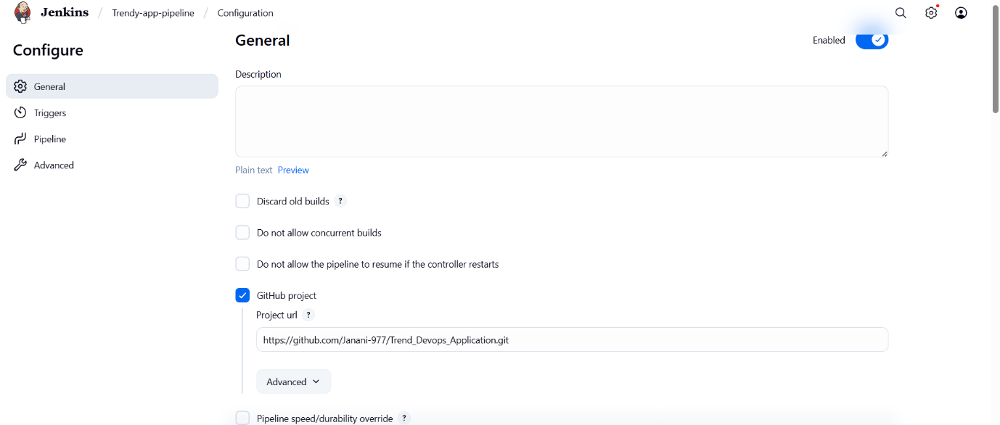 Jenkins / Trendy-app-pipeline / Configuration
Configure
General
Triggers
Pipeline
Advanced
General
Enabled
Description
Plain text Preview
Discard old builds ?
Do not allow concurrent builds
Do not allow the pipeline to resume if the controller restarts
GitHub project
Project url ?
https://github.com/Janani-977/Trend_Devops_Application.git
Advanced
Pipeline speed/durability override ?